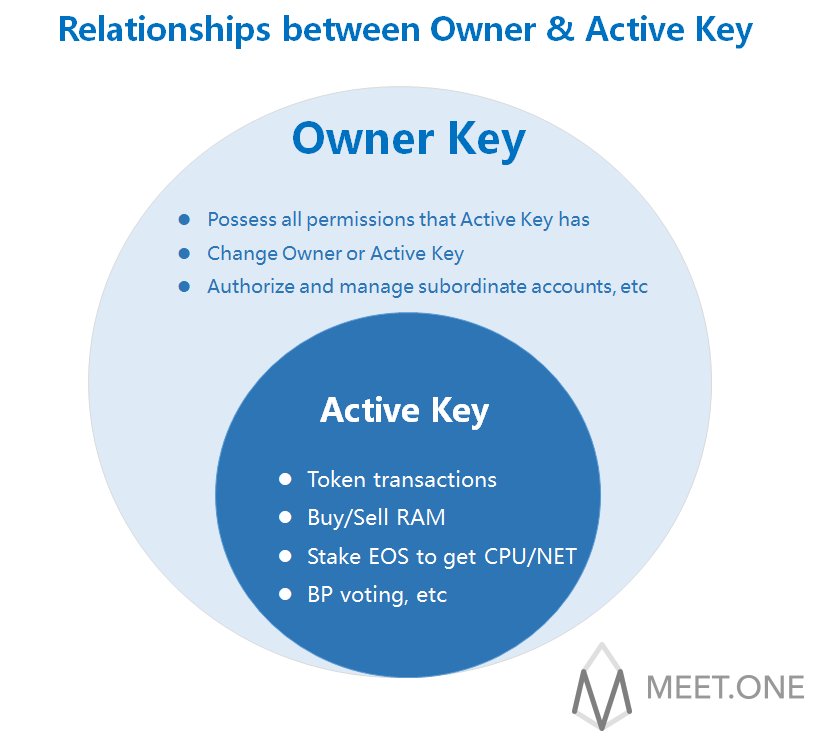 Relationships between Owner & Active Key
Owner Key
● Possess all permissions that Active Key has
● Change Owner or Active Key
● Authorize and manage subordinate accounts, etc
Active Key
● Token transactions
● Buy/Sell RAM
● Stake EOS to get CPU/NET
● BP voting, etc
MEET.ONE